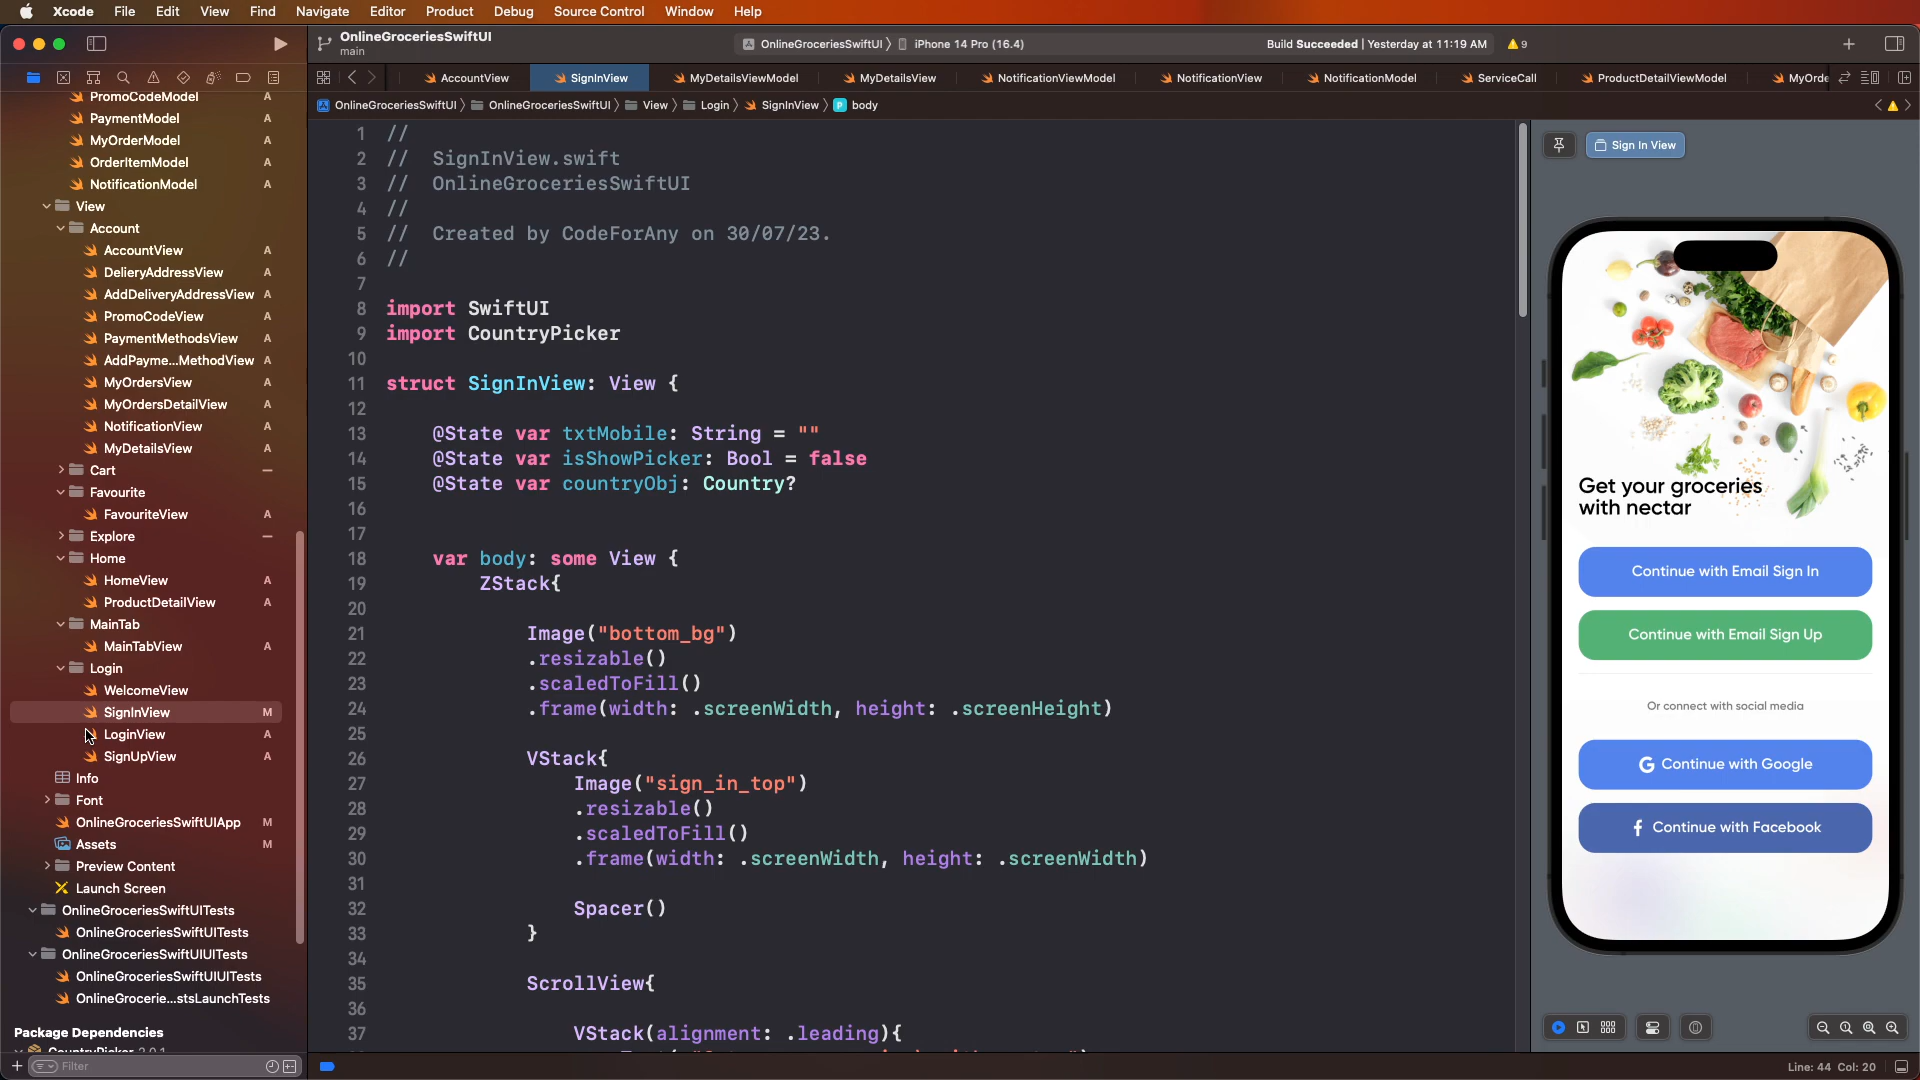 Xcode File Edit View Find Navigate Editor Product Debug Source Control Window Help
OnlineGroceriesSwiftUI
main
OnlineGroceriesSwiftUI iPhone 14 Pro (16.4)
Build Succeeded | Yesterday at 11:19 AM
9
AccountView SignInView MyDetailsViewModel MyDetailsView NotificationViewModel NotificationView NotificationModel ServiceCall ProductDetailViewModel MyOrde
OnlineGroceriesSwiftUI OnlineGroceriesSwiftUI View Login SignInView P body
PromoCodeModel A
PaymentModel A
MyOrderModel A
OrderItemModel A
NotificationModel A
View
Account
AccountView A
DelieryAddressView A
AddDeliveryAddressView A
PromoCodeView A
PaymentMethodsView A
AddPayme...MethodView A
MyOrdersView A
MyOrdersDetailView A
NotificationView A
MyDetailsView A
Cart
Favourite
FavouriteView A
Explore
Home
HomeView A
ProductDetailView A
MainTab
MainTabView A
Login
WelcomeView
SignInView M
LoginView A
SignUpView A
Info
Font
OnlineGroceriesSwiftUIApp M
Assets M
Preview Content
Launch Screen
OnlineGroceriesSwiftUITests
OnlineGroceriesSwiftUITests
OnlineGroceriesSwiftUIUITests
OnlineGroceriesSwiftUIUITests
OnlineGrocerie...stsLaunchTests
Package Dependencies
CountryPicker 2.0.1
Filter
1 //
2 // SignInView.swift
3 // OnlineGroceriesSwiftUI
4 //
5 // Created by CodeForAny on 30/07/23.
6 //
7
8 import SwiftUI
9 import CountryPicker
10
11 struct SignInView: View {
12
13 @State var txtMobile: String = ""
14 @State var isShowPicker: Bool = false
15 @State var countryObj: Country?
16
17
18 var body: some View {
19 ZStack{
20
21 Image("bottom_bg")
22 .resizable()
23 .scaledToFill()
24 .frame(width: .screenWidth, height: .screenHeight)
25
26 VStack{
27 Image("sign_in_top")
28 .resizable()
29 .scaledToFill()
30 .frame(width: .screenWidth, height: .screenWidth)
31
32 Spacer()
33 }
34
35 ScrollView{
36
37 VStack(alignment: .leading){
Sign In View
Get your groceries
with nectar
Continue with Email Sign In
Continue with Email Sign Up
Or connect with social media
G Continue with Google
f Continue with Facebook
Line: 44 Col: 20